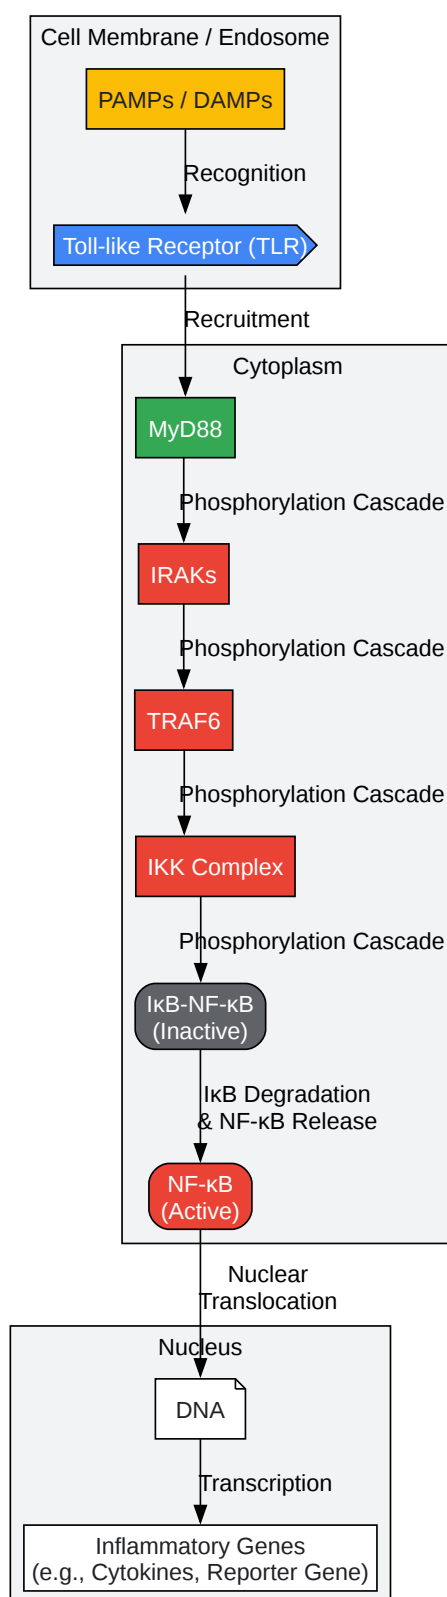 Cell Membrane / Endosome
PAMPs / DAMPs
Recognition
Toll-like Receptor (TLR)
Recruitment
Cytoplasm
MyD88
Phosphorylation Cascade
IRAKs
Phosphorylation Cascade
TRAF6
Phosphorylation Cascade
IKK Complex
Phosphorylation Cascade
IκB-NF-κB
(Inactive)
IκB Degradation
& NF-κB Release
NF-κB
(Active)
Nuclear
Translocation
Nucleus
DNA
Transcription
Inflammatory Genes
(e.g., Cytokines, Reporter Gene)